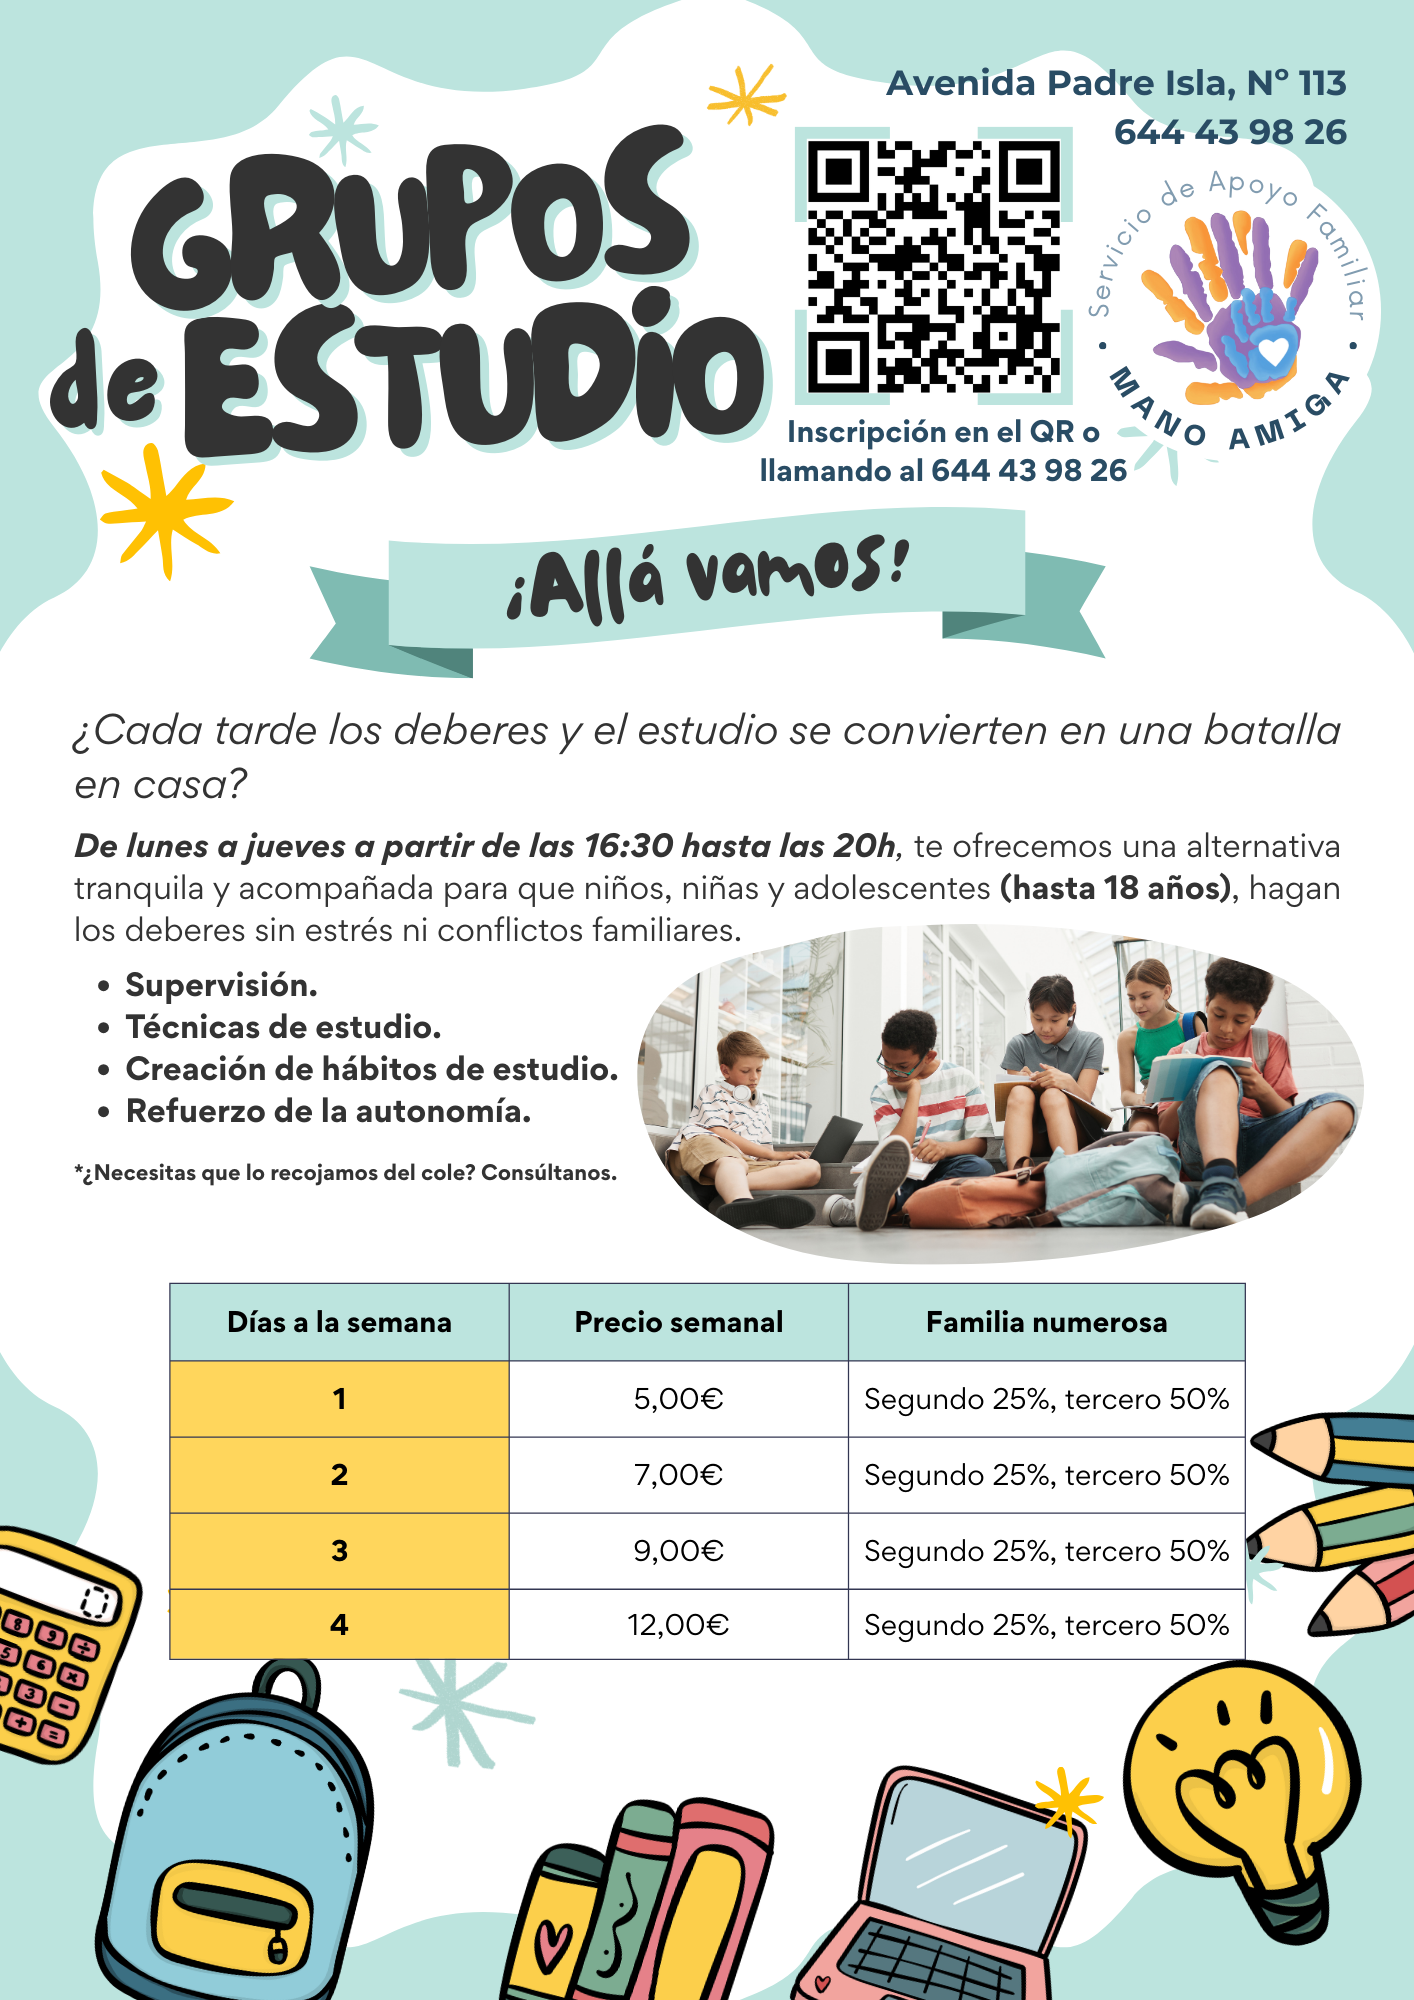 Avenida Padre Isla, Nº 113
644 43 98 26
GRUPOS
de ESTUDIO
Servicio de Apoyo Familiar
• MANO AMIGA •
Inscripción en el QR o
llamando al 644 43 98 26
¡Allá vamos!
¿Cada tarde los deberes y el estudio se convierten en una batalla
en casa?
De lunes a jueves a partir de las 16:30 hasta las 20h, te ofrecemos una alternativa
tranquila y acompañada para que niños, niñas y adolescentes (hasta 18 años), hagan
los deberes sin estrés ni conflictos familiares.
• Supervisión.
• Técnicas de estudio.
• Creación de hábitos de estudio.
• Refuerzo de la autonomía.
*¿Necesitas que lo recojamos del cole? Consúltanos.
Días a la semana Precio semanal Familia numerosa
1 5,00€ Segundo 25%, tercero 50%
2 7,00€ Segundo 25%, tercero 50%
3 9,00€ Segundo 25%, tercero 50%
4 12,00€ Segundo 25%, tercero 50%
8 9 ÷
5 6 ×
3 -
+ =